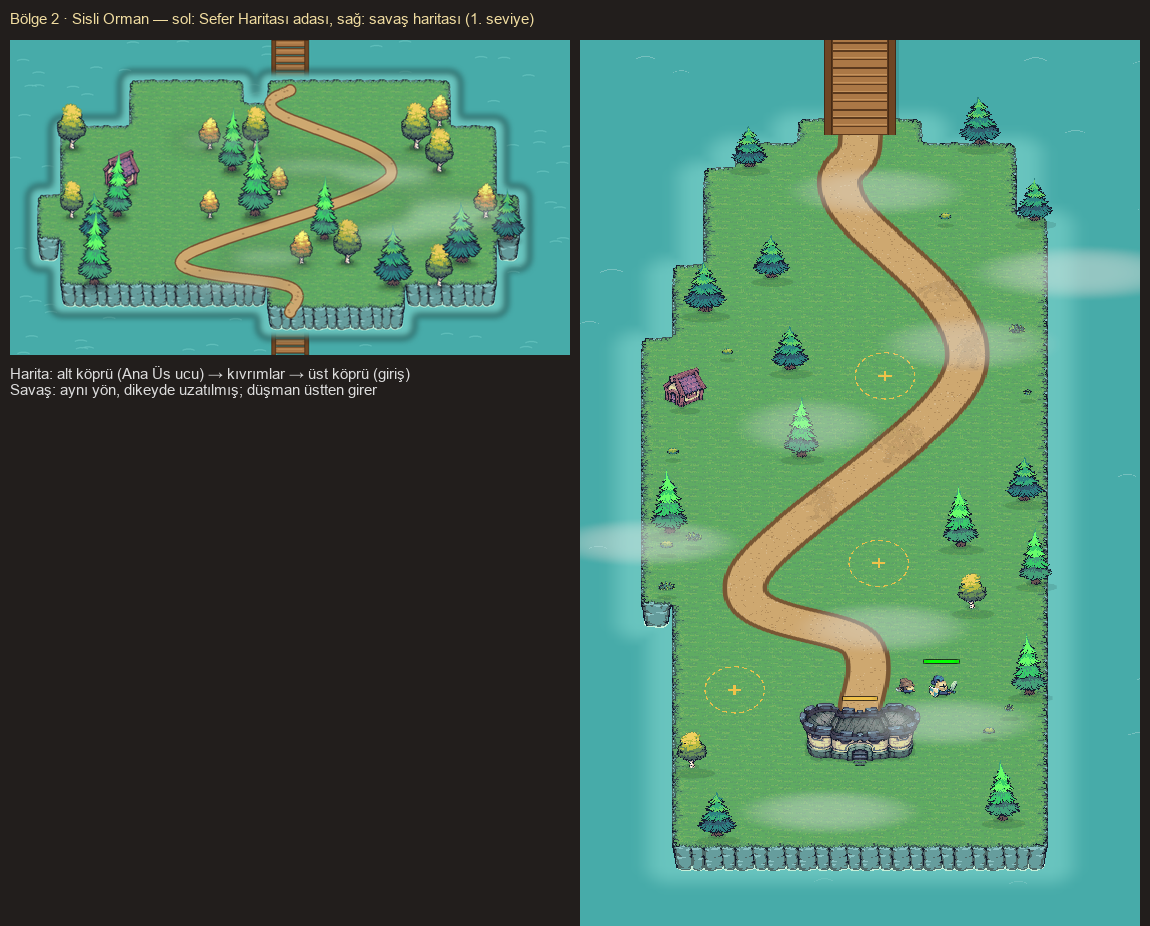 Bölge 2 · Sisli Orman — sol: Sefer Haritası adası, sağ: savaş haritası (1. seviye)
Harita: alt köprü (Ana Üs ucu) → kıvrımlar → üst köprü (giriş)
Savaş: aynı yön, dikeyde uzatılmış; düşman üstten girer